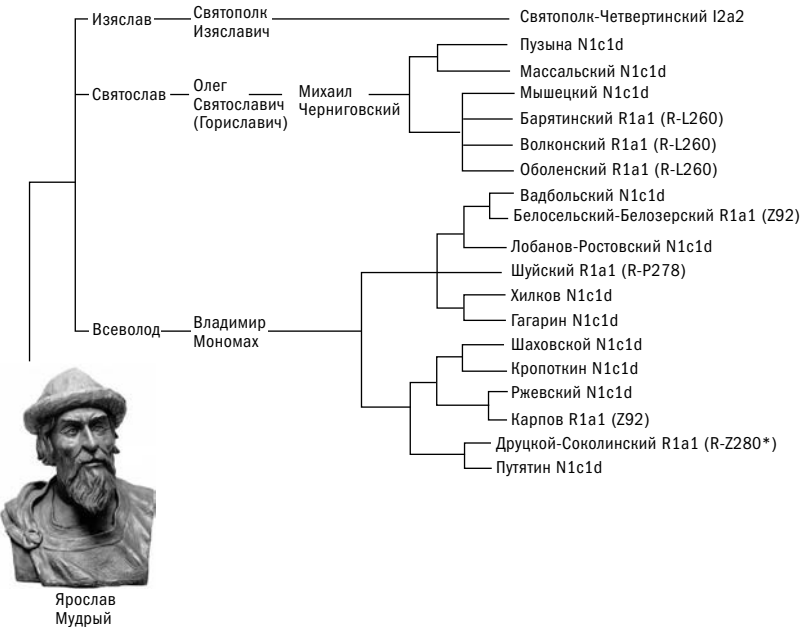 Изяслав
Святополк
Изяславич
Святополк-Четвертинский I2a2
Святослав
Олег
Святославич
(Гориславич)
Михаил
Черниговский
Пузына N1c1d
Массальский N1c1d
Мышецкий N1c1d
Барятинский R1a1 (R-L260)
Волконский R1a1 (R-L260)
Оболенский R1a1 (R-L260)
Всеволод
Владимир
Мономах
Вадбольский N1c1d
Белосельский-Белозерский R1a1 (Z92)
Лобанов-Ростовский N1c1d
Шуйский R1a1 (R-P278)
Хилков N1c1d
Гагарин N1c1d
Шаховской N1c1d
Кропоткин N1c1d
Ржевский N1c1d
Карпов R1a1 (Z92)
Друцкой-Соколинский R1a1 (R-Z280*)
Путятин N1c1d
Ярослав
Мудрый